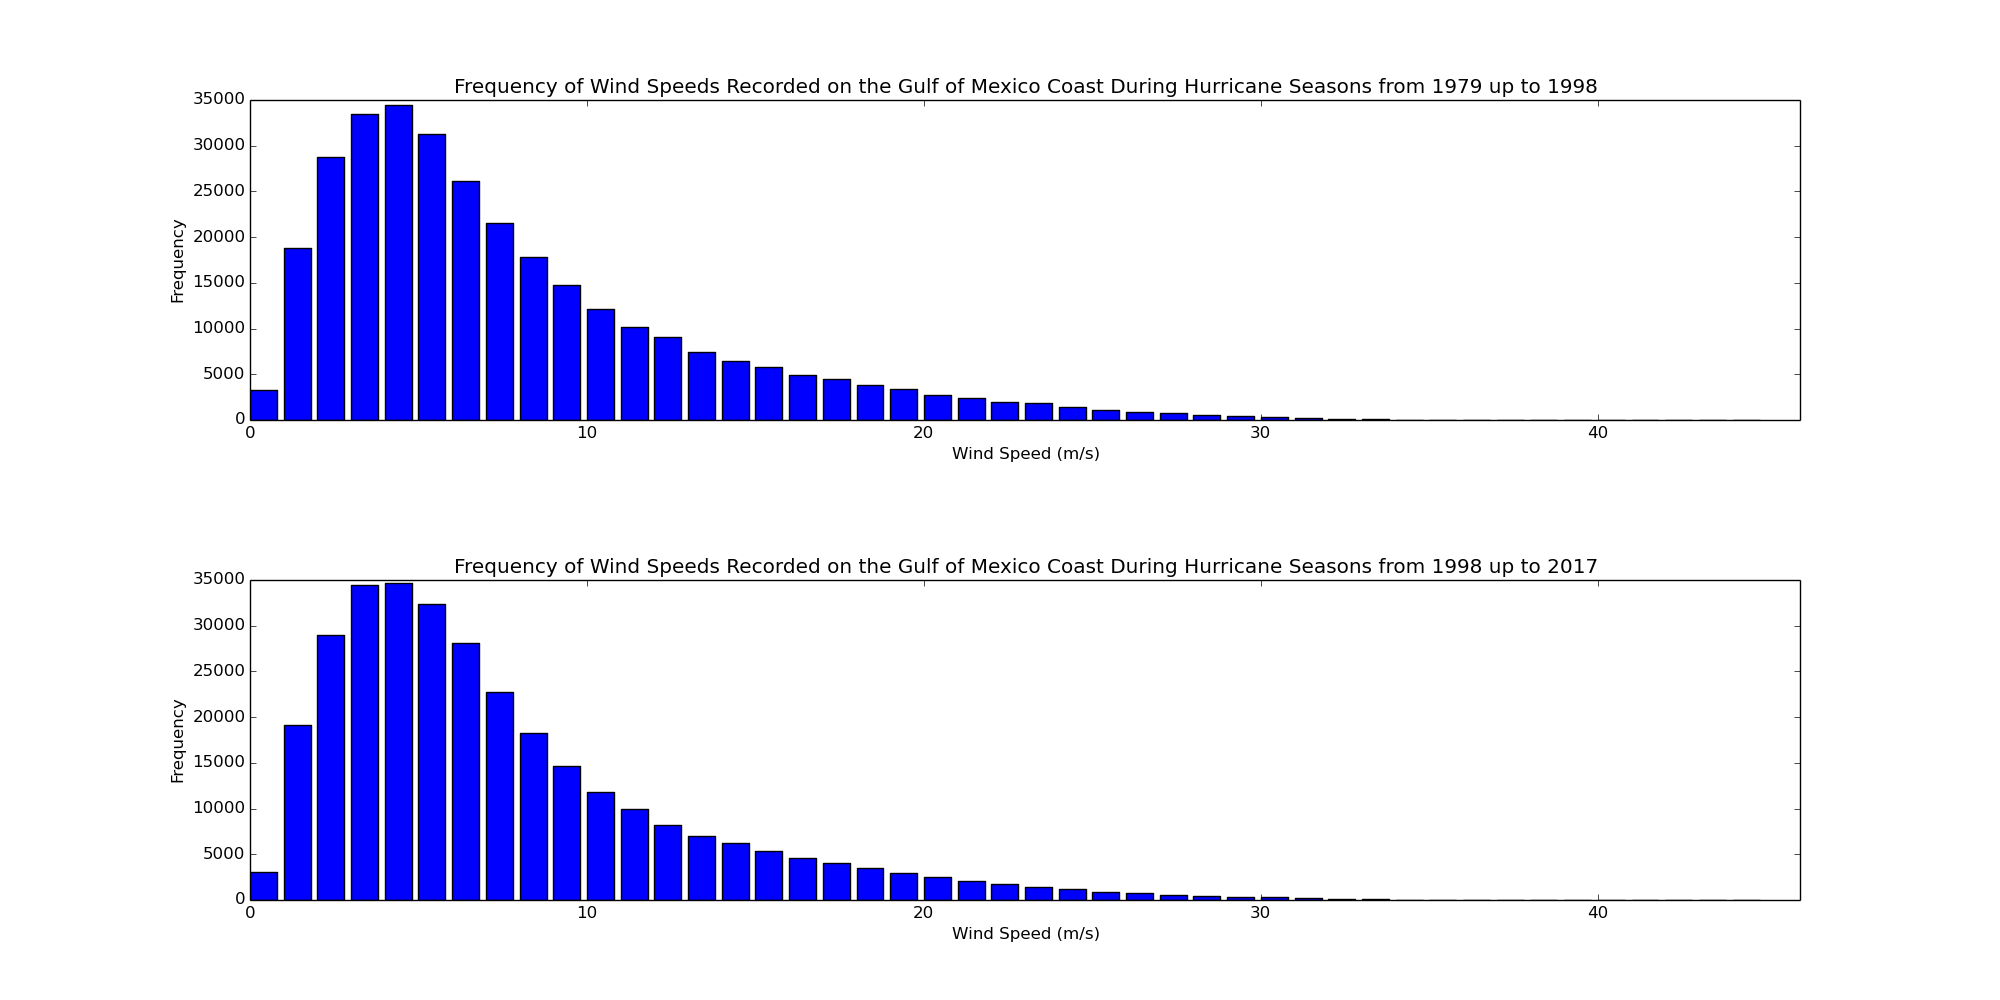 Frequency of Wind Speeds Recorded on the Gulf of Mexico Coast During Hurricane Seasons from 1979 up to 1998
35000
30000
25000
20000
15000
10000
5000
0
Frequency
0 10 20 30 40
Wind Speed (m/s)
Frequency of Wind Speeds Recorded on the Gulf of Mexico Coast During Hurricane Seasons from 1998 up to 2017
35000
30000
25000
20000
15000
10000
5000
0
Frequency
0 10 20 30 40
Wind Speed (m/s)